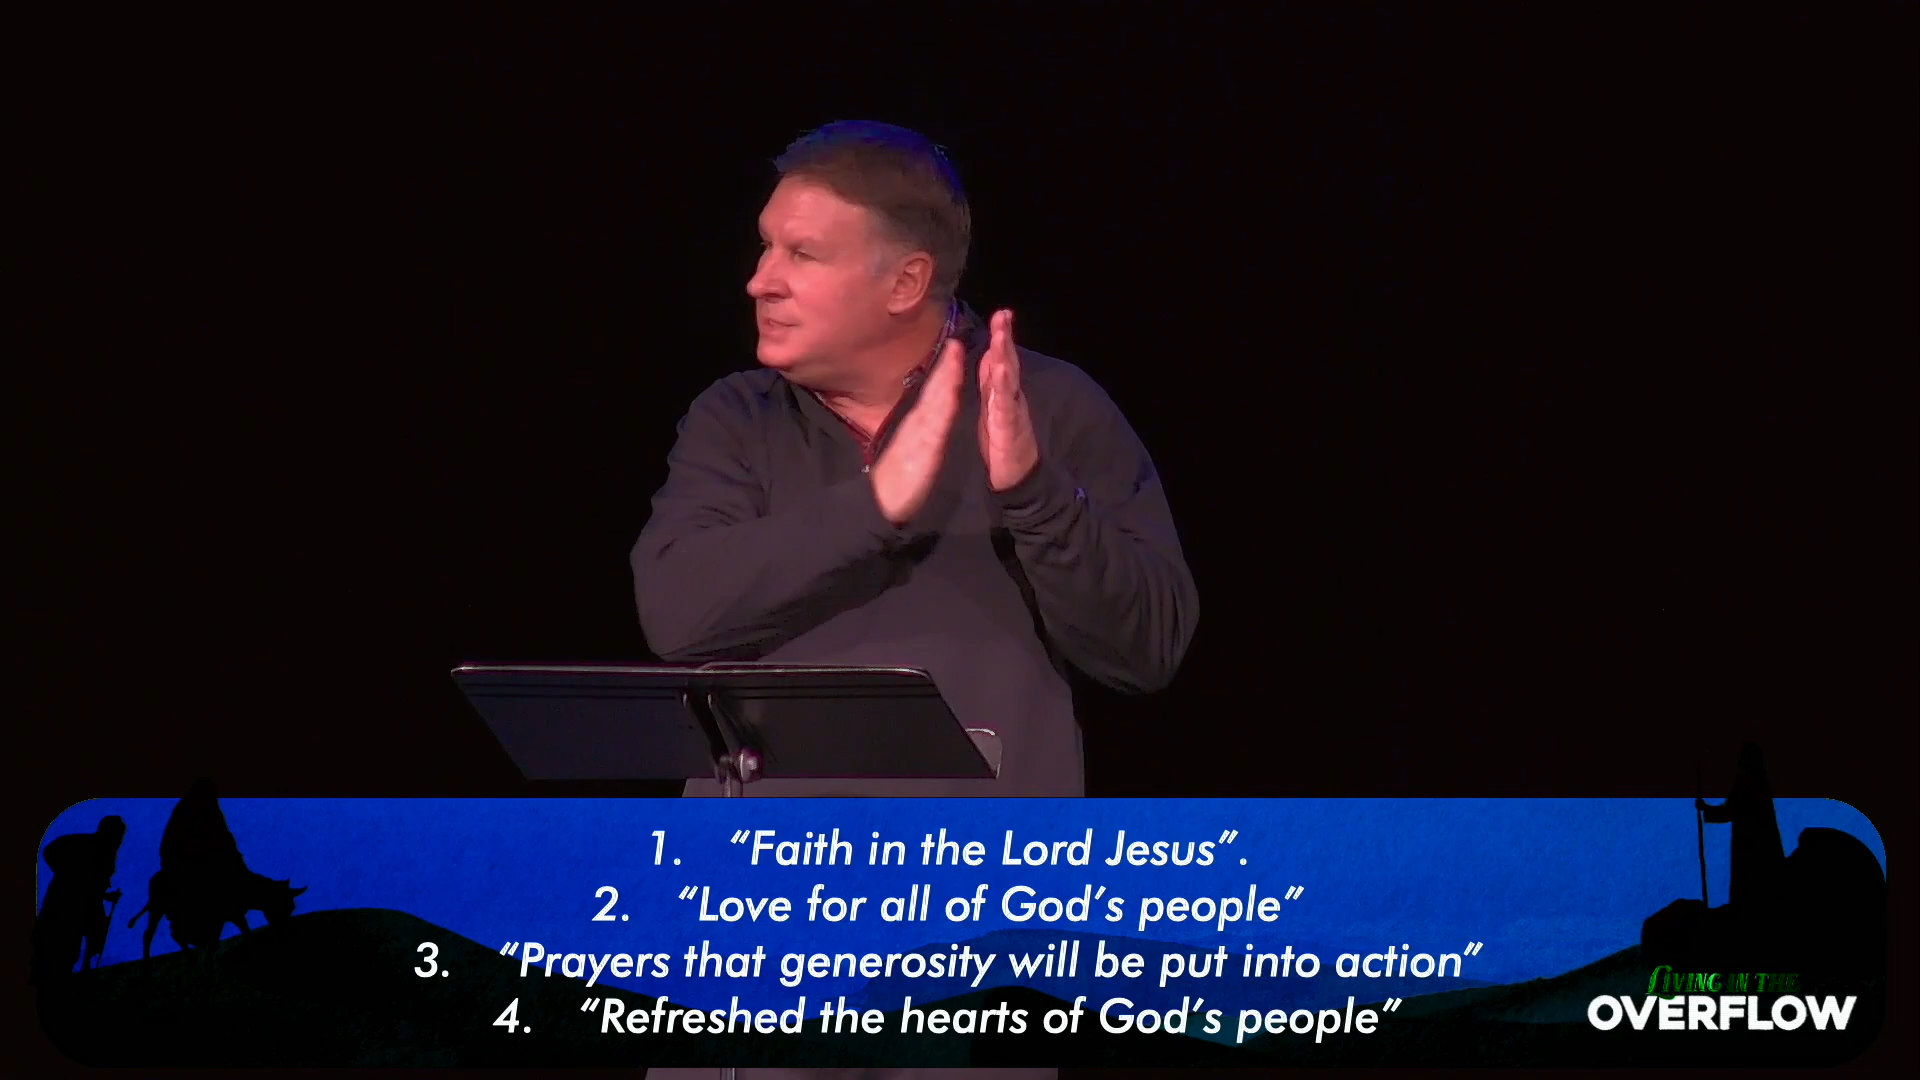 1. “Faith in the Lord Jesus”.
2. “Love for all of God’s people”
3. “Prayers that generosity will be put into action”
4. “Refreshed the hearts of God’s people”
LIVING IN THE
OVERFLOW